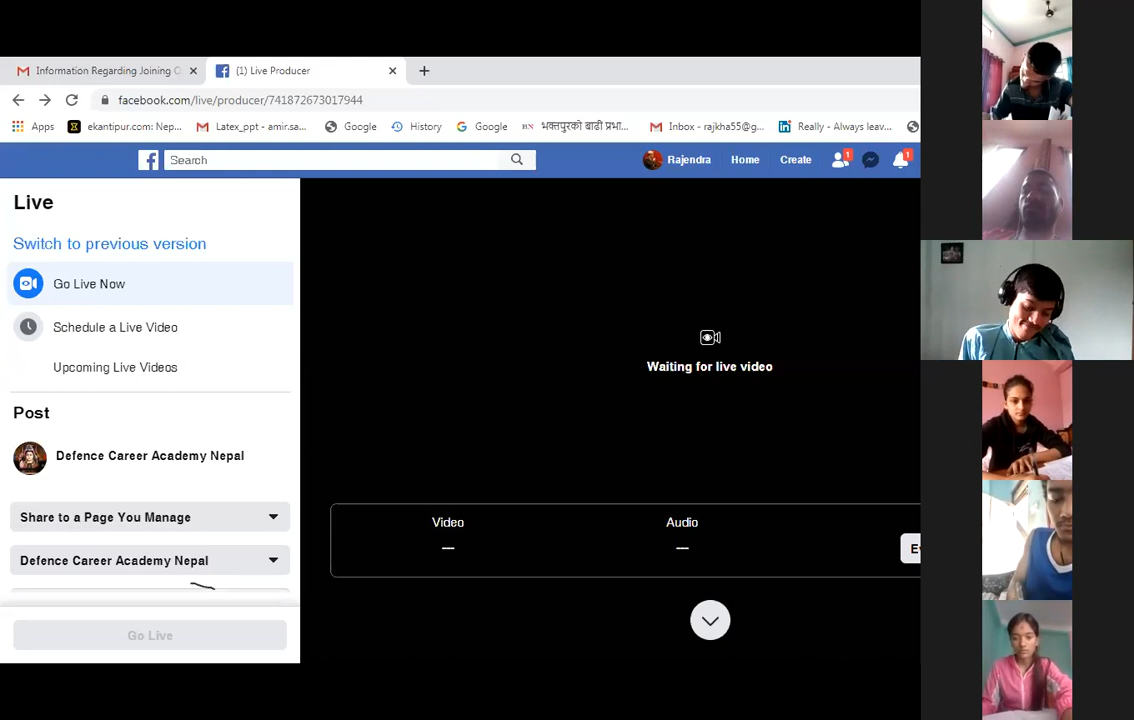 Information Regarding Joining O
(1) Live Producer
facebook.com/live/producer/741872673017944
Apps ekantipur.com: Nep... Latex_ppt - amir.sa... Google History Google भक्तपुरको बाढी प्रभा... Inbox - rajkha55@g... Really - Always leav...
Search Rajendra Home Create 1 1
Live
Switch to previous version
Go Live Now
Schedule a Live Video
Upcoming Live Videos
Post
Defence Career Academy Nepal
Share to a Page You Manage
Defence Career Academy Nepal
Go Live
Waiting for live video
Video Audio
--- --- Ev